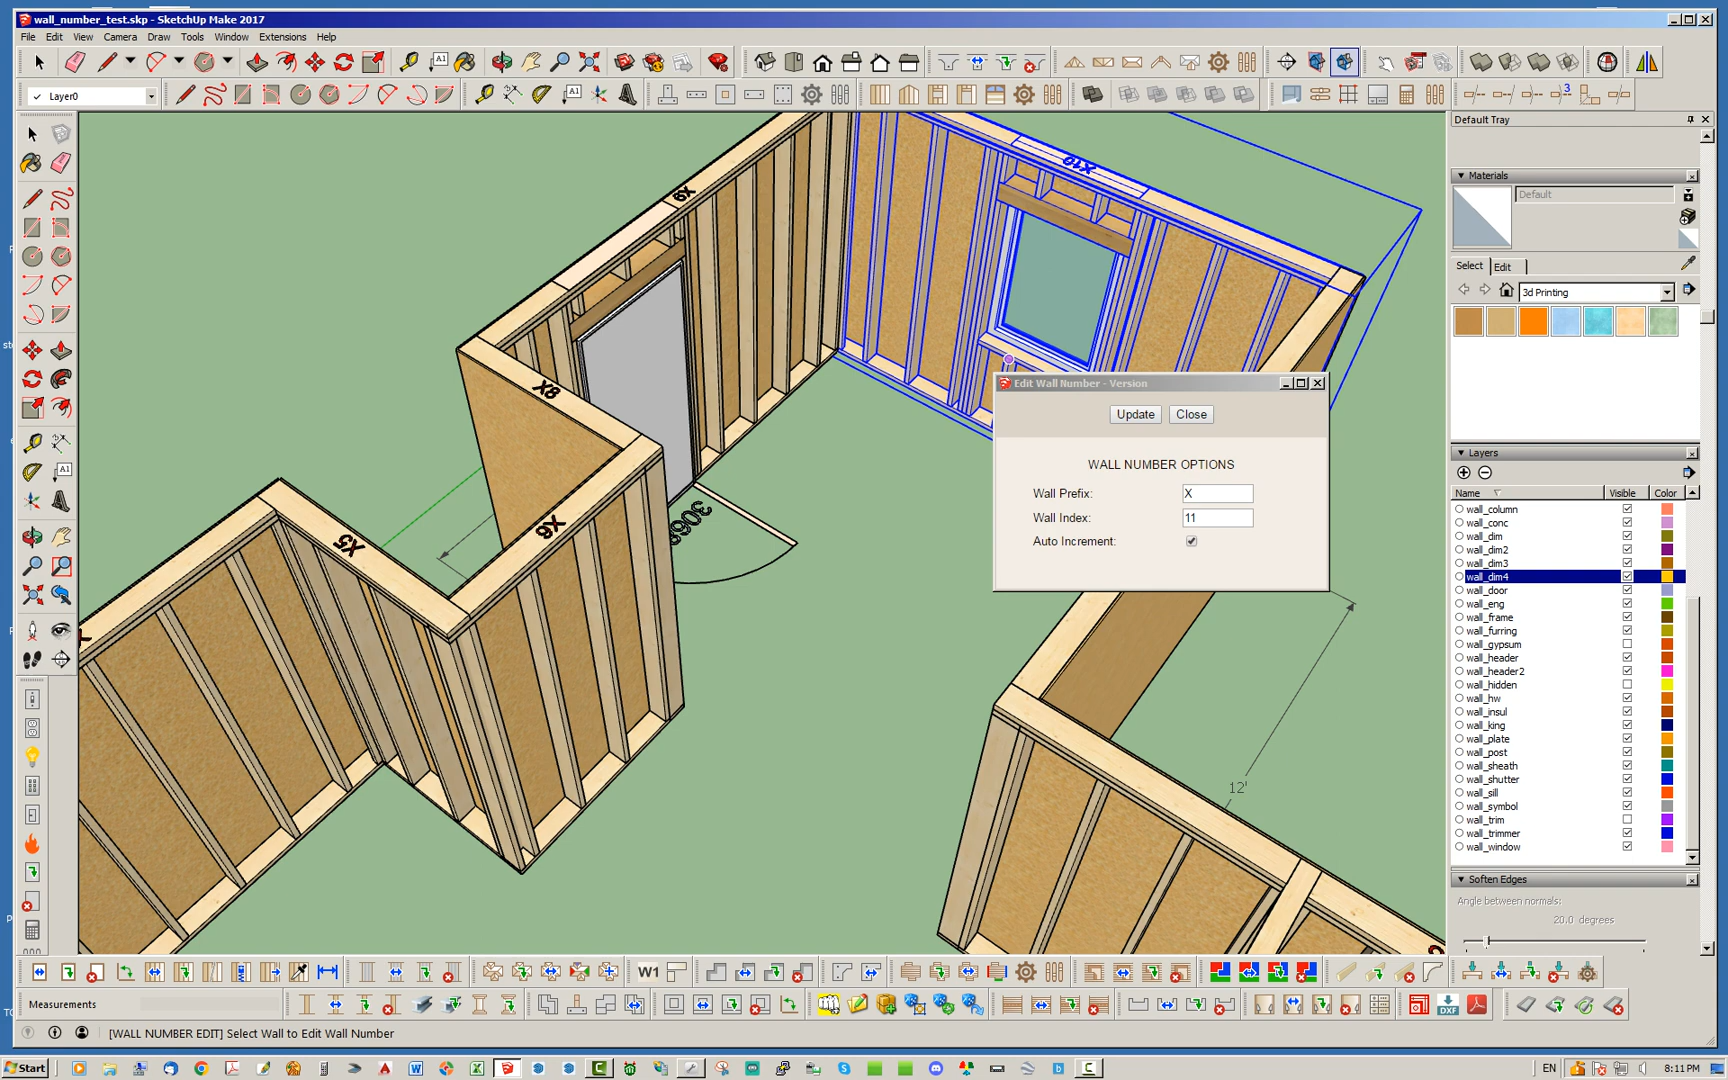 wall_number_test.skp - SketchUp Make 2017
File Edit View Camera Draw Tools Window Extensions Help
Layer0
Default Tray
Materials
Default
Select Edit
3d Printing
X10
X9
X8
X6
X5
3068
12'
Edit Wall Number - Version
Update Close
WALL NUMBER OPTIONS
Wall Prefix: X
Wall Index: 11
Auto Increment:
Layers
Name Visible Color
wall_column
wall_conc
wall_dim
wall_dim2
wall_dim3
wall_dim4
wall_door
wall_eng
wall_frame
wall_furring
wall_gypsum
wall_header
wall_header2
wall_hidden
wall_hw
wall_insul
wall_king
wall_plate
wall_post
wall_sheath
wall_shutter
wall_sill
wall_symbol
wall_trim
wall_trimmer
wall_window
Soften Edges
Angle between normals:
20.0 degrees
W1
Measurements
DXF
[WALL NUMBER EDIT] Select Wall to Edit Wall Number
Start
EN
8:11 PM